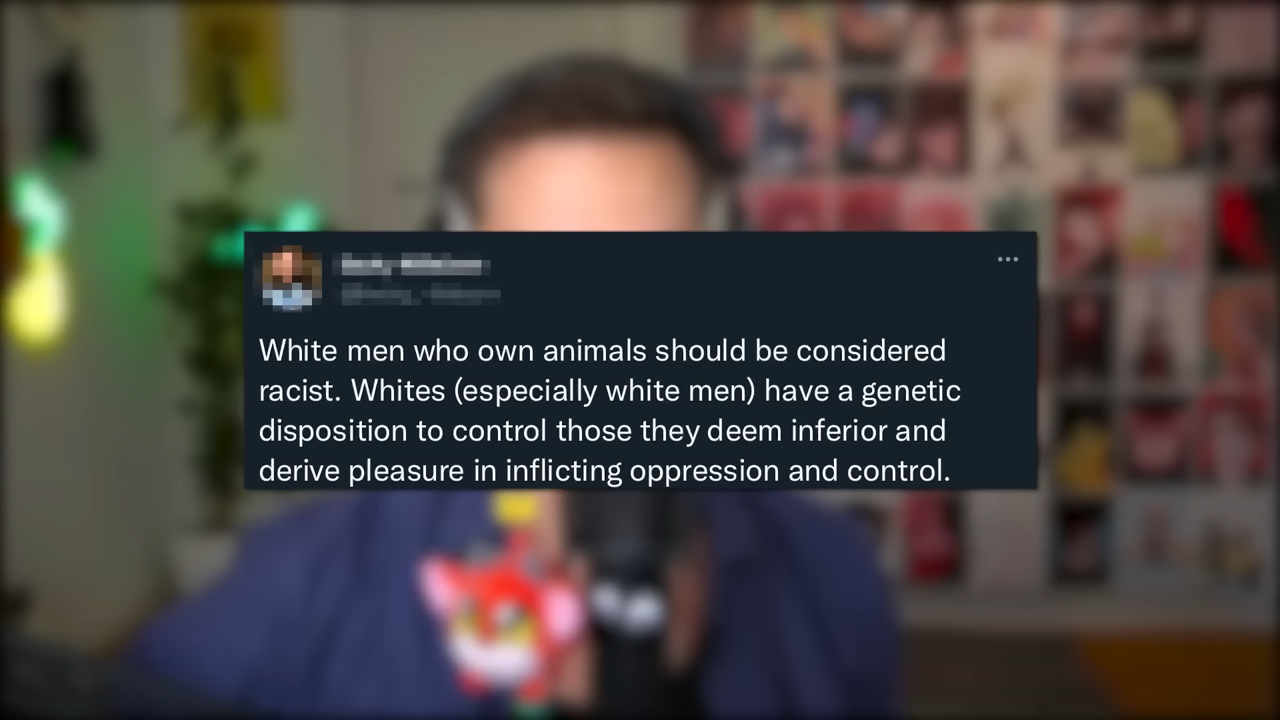 White men who own animals should be considered
racist. Whites (especially white men) have a genetic
disposition to control those they deem inferior and
derive pleasure in inflicting oppression and control.